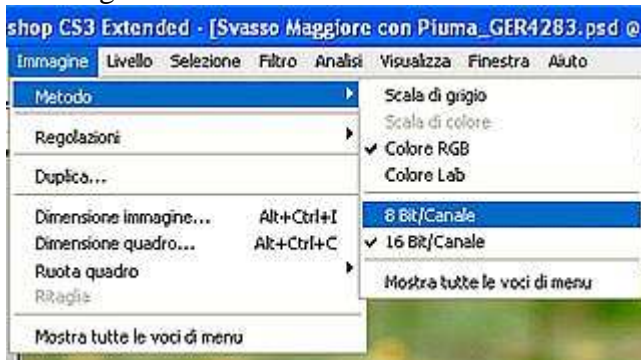 shop CS3 Extended - [Svasso Maggiore con Piuma_GER4283.psd @
Immagine Livello Selezione Filtro Analisi Visualizza Finestra Aiuto
Metodo
Regolazioni
Duplica...
Dimensione immagine... Alt+Ctrl+I
Dimensione quadro... Alt+Ctrl+C
Ruota quadro
Ritaglia
Mostra tutte le voci di menu
Scala di grigio
Scala di colore
Colore RGB
Colore Lab
8 Bit/Canale
16 Bit/Canale
Mostra tutte le voci di menu